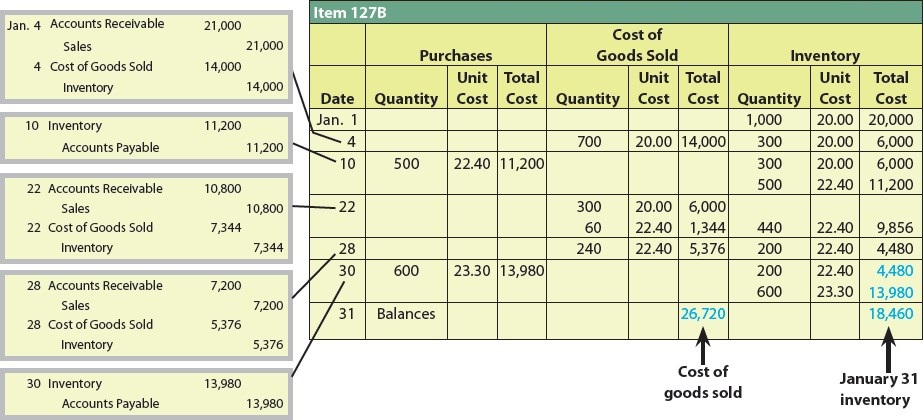 Jan. 4 Accounts Receivable 21,000
Sales 21,000
4 Cost of Goods Sold 14,000
Inventory 14,000
10 Inventory 11,200
Accounts Payable 11,200
22 Accounts Receivable 10,800
Sales 10,800
22 Cost of Goods Sold 7,344
Inventory 7,344
28 Accounts Receivable 7,200
Sales 7,200
28 Cost of Goods Sold 5,376
Inventory 5,376
30 Inventory 13,980
Accounts Payable 13,980
Item 127B
Cost of
Purchases Goods Sold Inventory
Unit Total Unit Total Unit Total
Date Quantity Cost Cost Quantity Cost Cost Quantity Cost Cost
Jan. 1 1,000 20.00 20,000
4 700 20.00 14,000 300 20.00 6,000
10 500 22.40 11,200 300 20.00 6,000
500 22.40 11,200
22 300 20.00 6,000
60 22.40 1,344 440 22.40 9,856
28 240 22.40 5,376 200 22.40 4,480
30 600 23.30 13,980 200 22.40 4,480
600 23.30 13,980
31 Balances 26,720 18,460
Cost of
goods sold
January 31
inventory